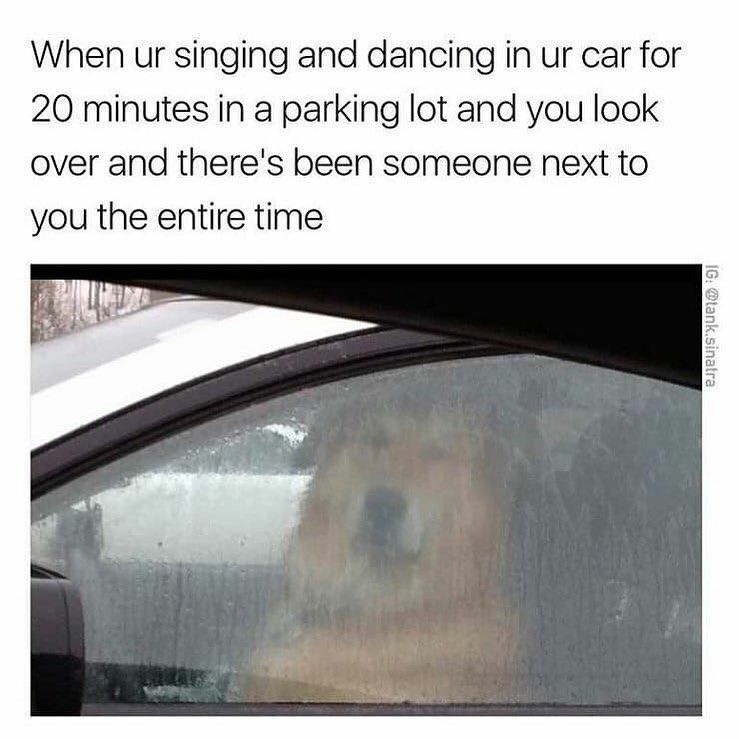 When ur singing and dancing in ur car for
20 minutes in a parking lot and you look
over and there's been someone next to
you the entire time
IG: @tank.sinatra